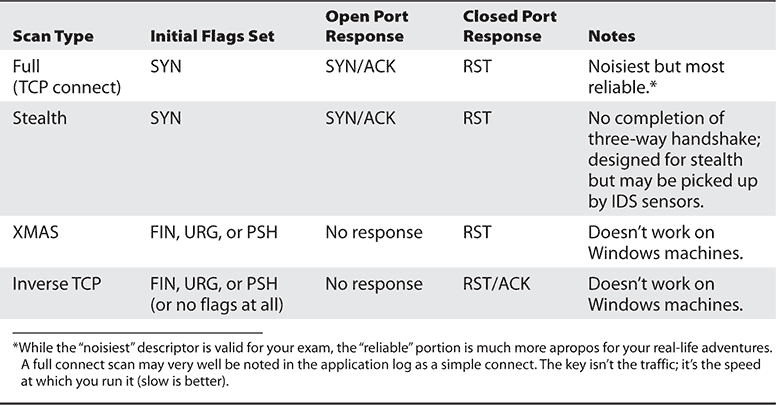 Scan Type Initial Flags Set Open Port Response Closed Port Response Notes
Full (TCP connect) SYN SYN/ACK RST Noisiest but most reliable.*
Stealth SYN SYN/ACK RST No completion of three-way handshake; designed for stealth but may be picked up by IDS sensors.
XMAS FIN, URG, or PSH No response RST Doesn’t work on Windows machines.
Inverse TCP FIN, URG, or PSH (or no flags at all) No response RST/ACK Doesn’t work on Windows machines.
*While the “noisiest” descriptor is valid for your exam, the “reliable” portion is much more apropos for your real-life adventures.
A full connect scan may very well be noted in the application log as a simple connect. The key isn’t the traffic; it’s the speed
at which you run it (slow is better).